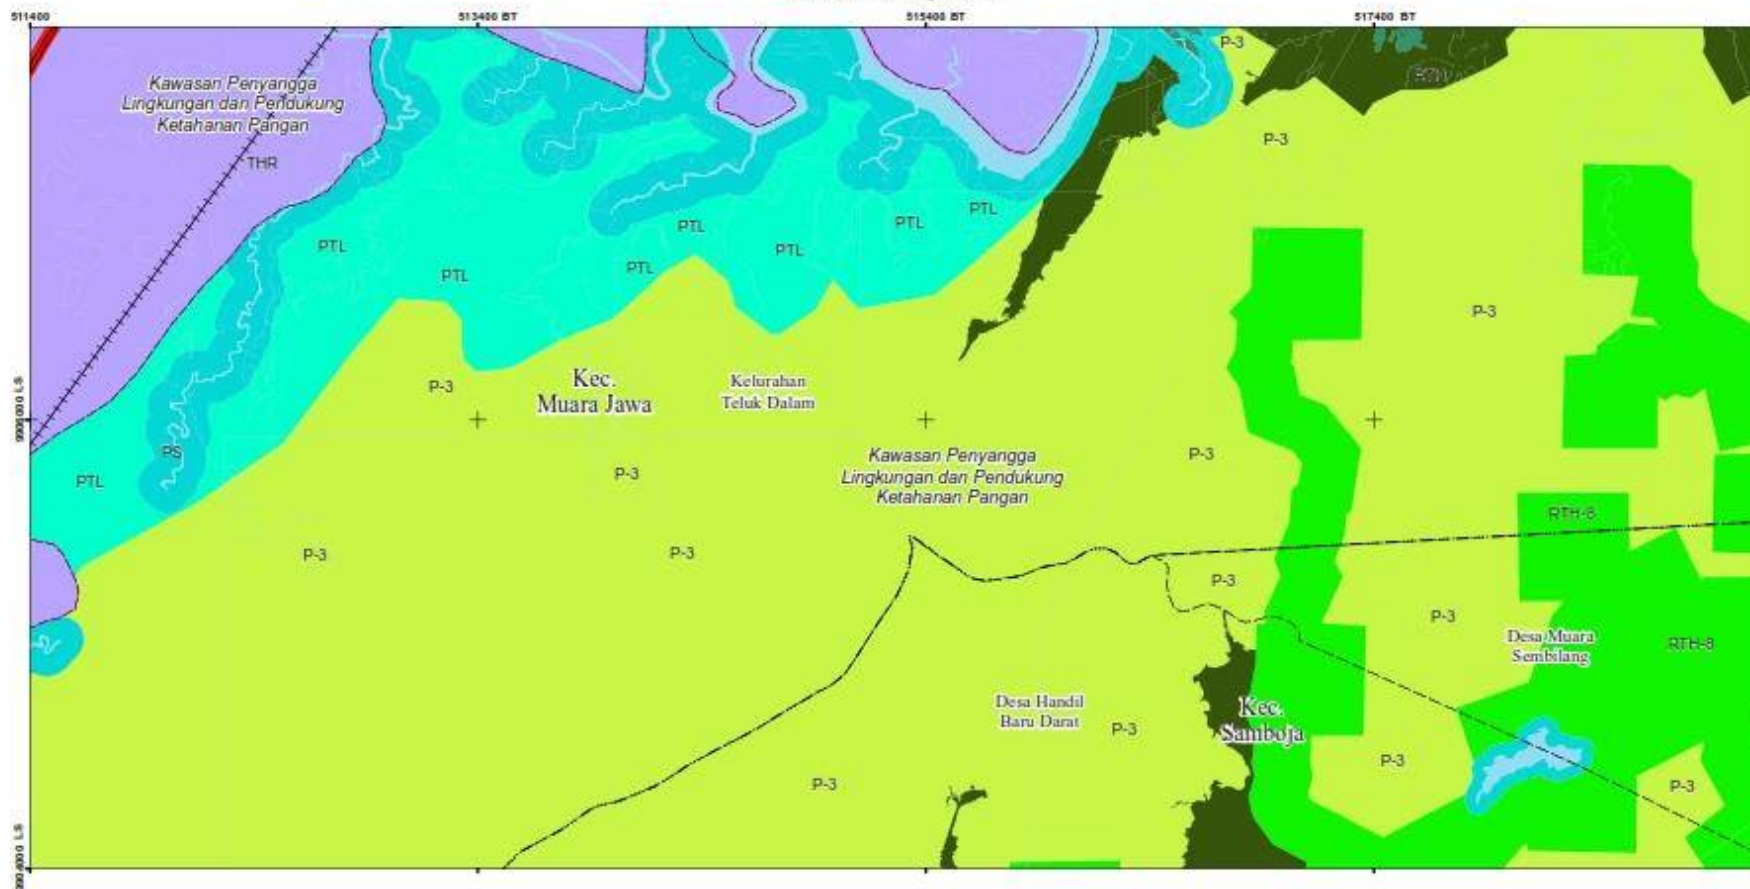 511400
513400 BT
515400 BT
517400 BT
P-3
Kawasan Penyangga
Lingkungan dan Pendukung
Ketahanan Pangan
THR
P-3
PTL
PTL
PTL
PTL
PTL
PTL
PTL
P-3
P-3
Kec.
Muara Jawa
Kelurahan
Teluk Dalam
PS
PTL
P-3
Kawasan Penyangga
Lingkungan dan Pendukung
Ketahanan Pangan
P-3
RTH-8
P-3
P-3
P-3
P-3
Desa Muara
Sembilang
RTH-8
Desa Handil
Baru Darat
P-3
Kec.
Samboja
P-3
P-3
P-3